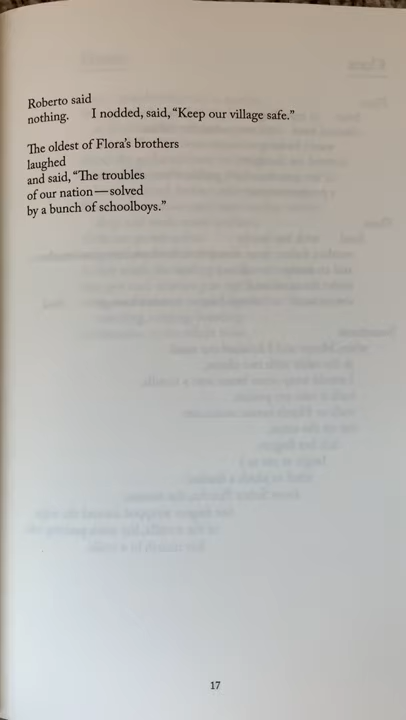 Roberto said
nothing. I nodded, said, “Keep our village safe.”
The oldest of Flora’s brothers
laughed
and said, “The troubles
of our nation—solved
by a bunch of schoolboys.”
17